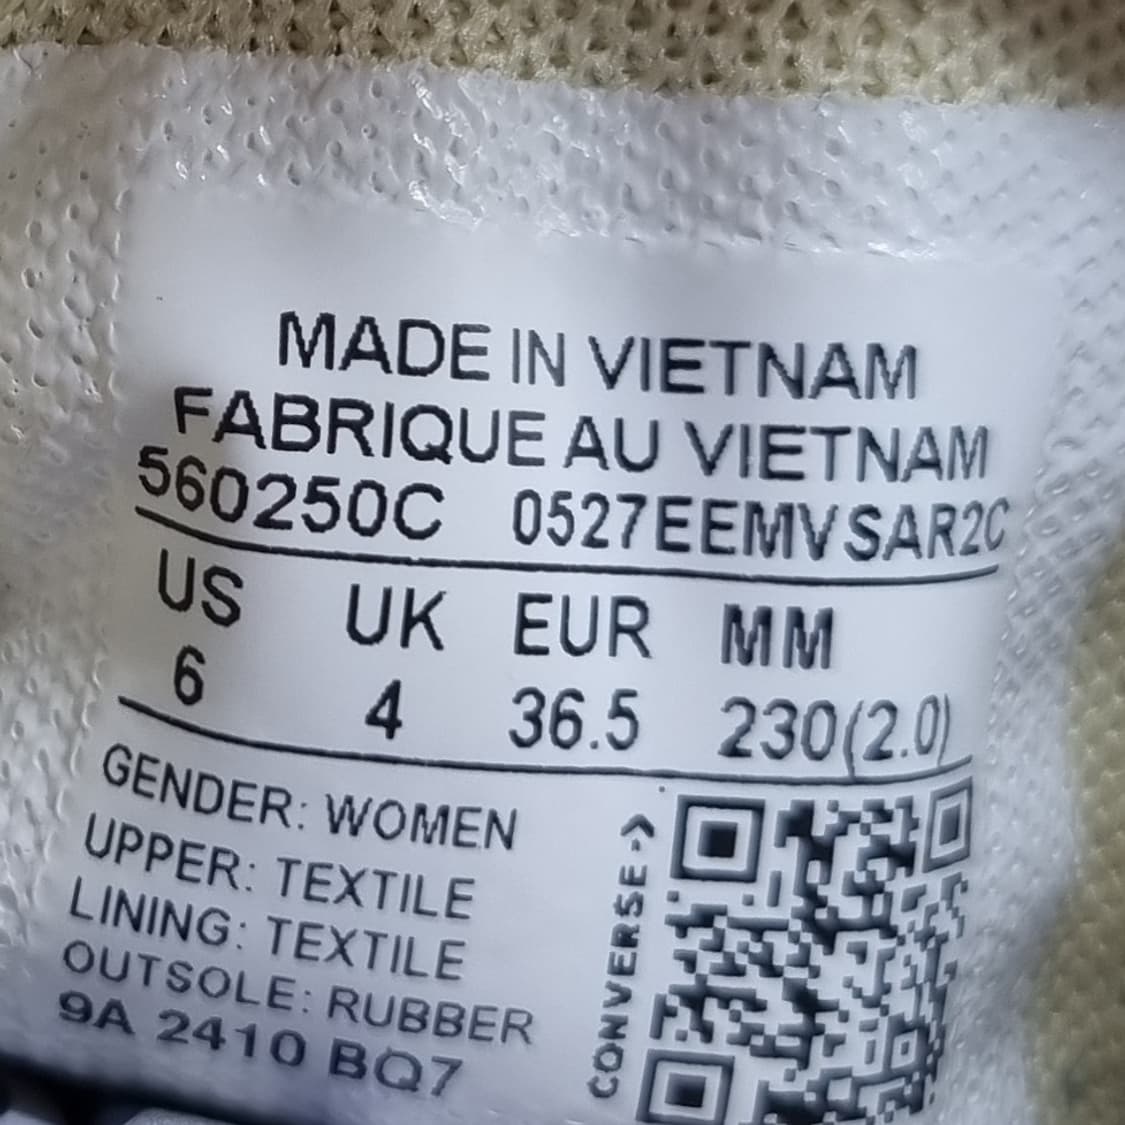 MADE IN VIETNAM
FABRIQUE AU VIETNAM
560250C 0527EEMVSAR2C
US UK EUR MM
6 4 36.5 230(2.0)
GENDER: WOMEN
UPPER: TEXTILE
LINING: TEXTILE
OUTSOLE: RUBBER
9A 2410 BQ7
CONVERSE->